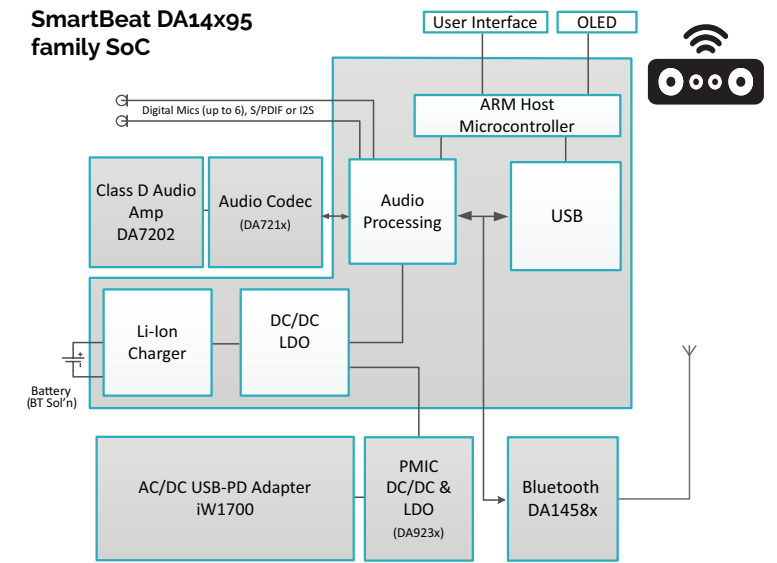 SmartBeat DA14x95
family SoC
User Interface
OLED
Digital Mics (up to 6), S/PDIF or I2S
ARM Host
Microcontroller
Class D Audio
Amp
DA7202
Audio Codec
(DA721x)
Audio
Processing
USB
Li-Ion
Charger
DC/DC
LDO
+
Battery
(BT Sol'n)
AC/DC USB-PD Adapter
iW1700
PMIC
DC/DC &
LDO
(DA923x)
Bluetooth
DA1458x